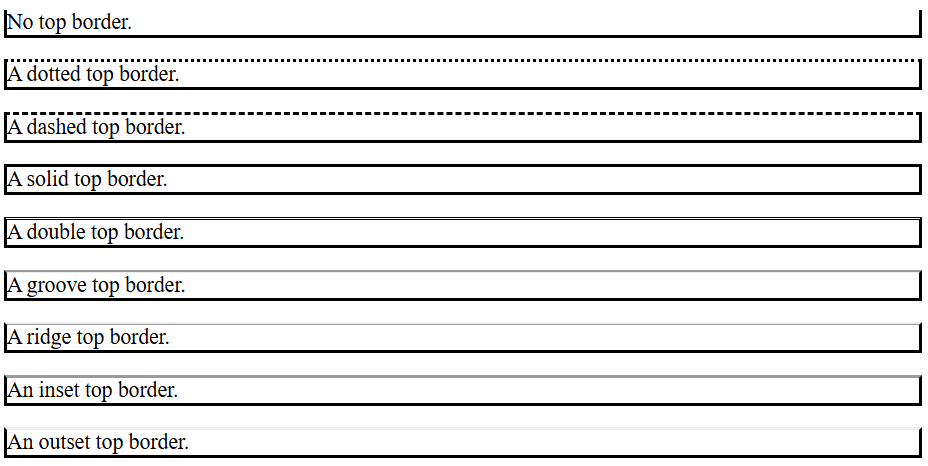 No top border.
A dotted top border.
A dashed top border.
A solid top border.
A double top border.
A groove top border.
A ridge top border.
An inset top border.
An outset top border.